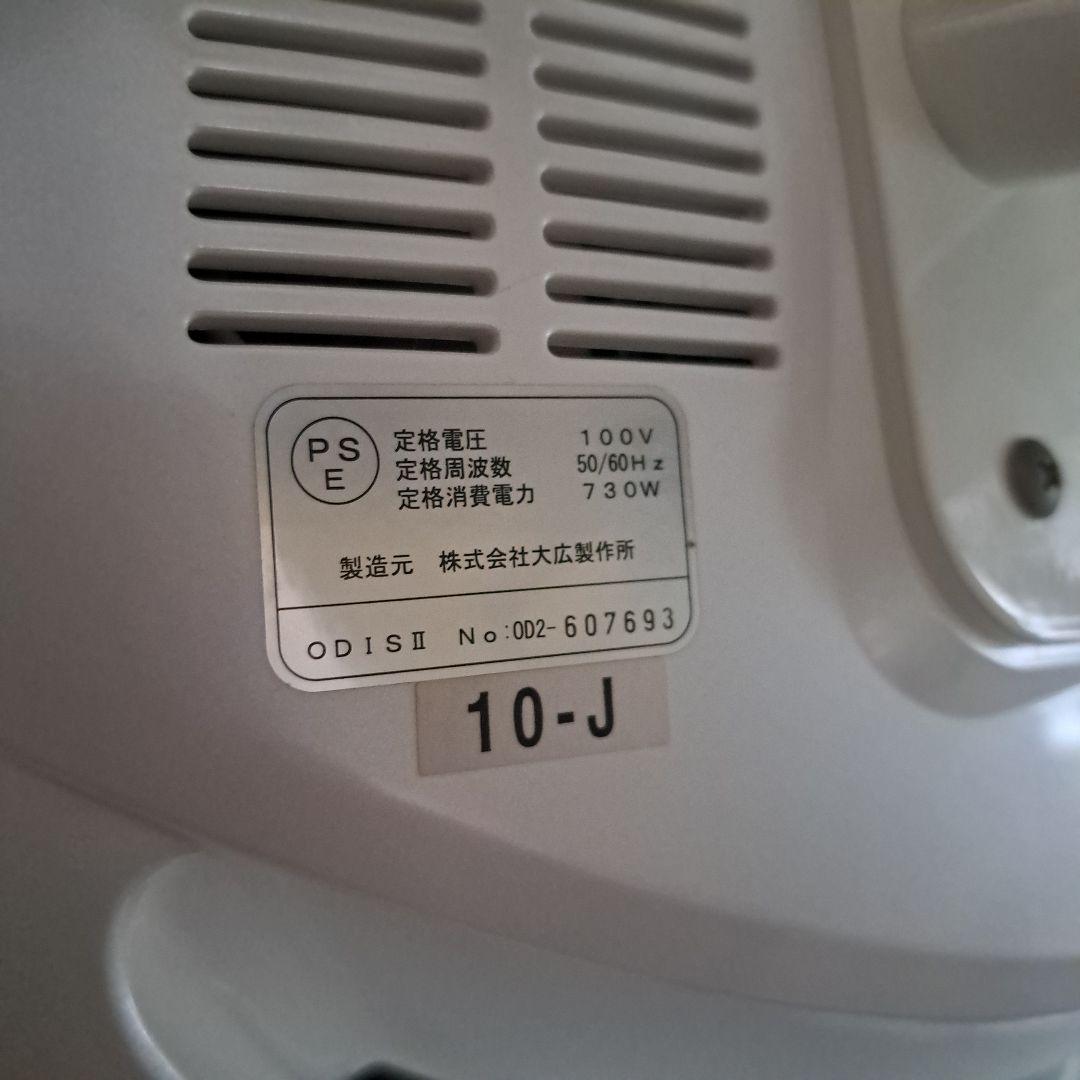 PS
E
定格電圧 100V
定格周波数 50/60Hz
定格消費電力 730W
製造元 株式会社大広製作所
ODISⅡ No:OD2-607693
10-J